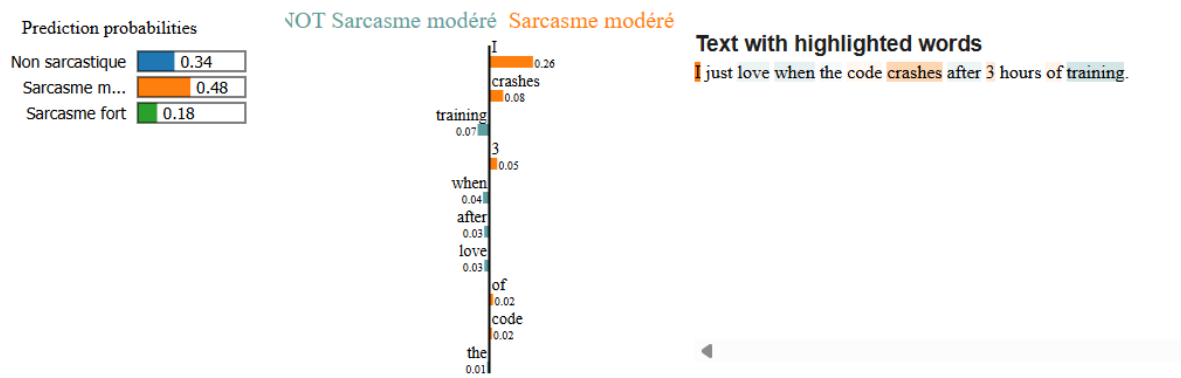 Prediction probabilities
Non sarcastique 0.34
Sarcasme m... 0.48
Sarcasme fort 0.18
NOT Sarcasme modéré Sarcasme modéré
I
0.26
crashes
0.08
training
0.07
3
0.05
when
0.04
after
0.03
love
0.03
of
0.02
code
0.02
the
0.01
Text with highlighted words
I just love when the code crashes after 3 hours of training.